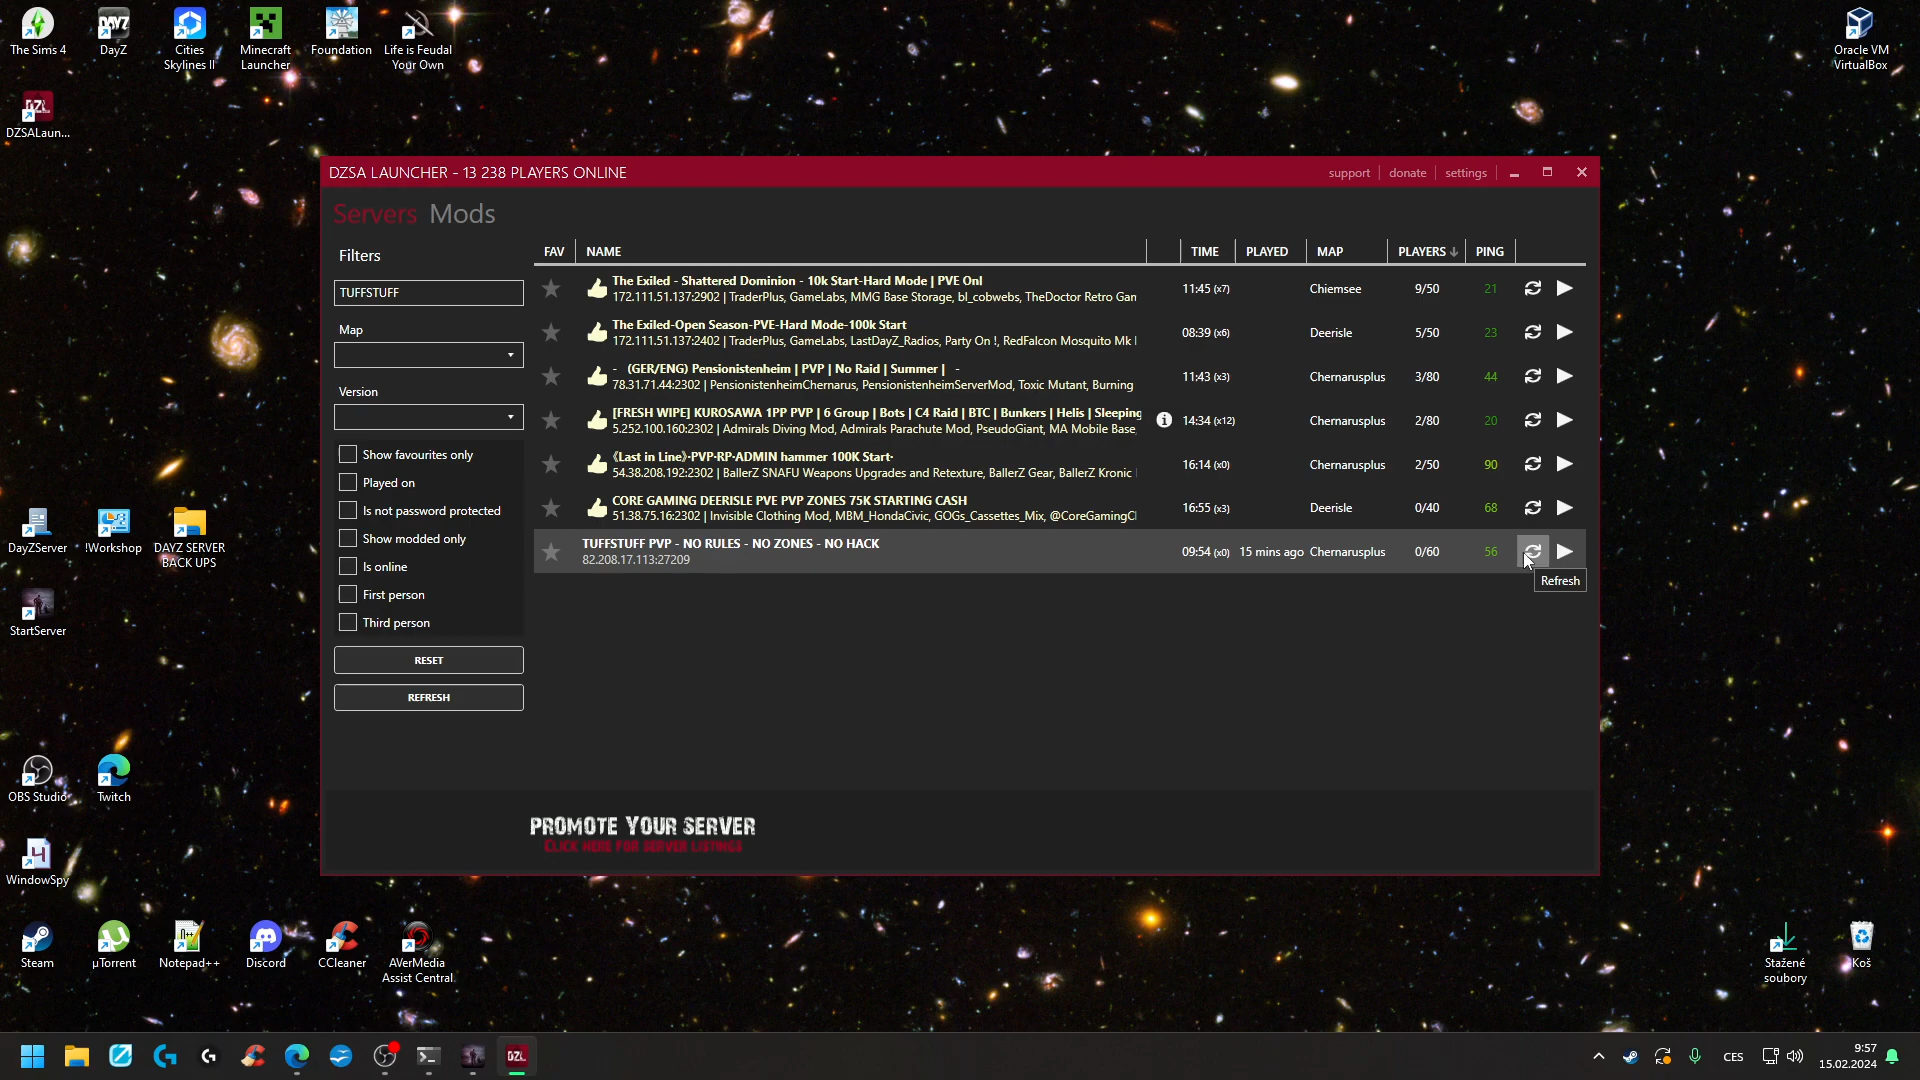 The Sims 4
DayZ
Cities
Skylines II
Minecraft
Launcher
Foundation
Life is Feudal
Your Own
Oracle VM
VirtualBox
DZSALaun...
DZSA LAUNCHER - 13 238 PLAYERS ONLINE
support
donate
settings
Servers Mods
Filters
TUFFSTUFF
Map
Version
Show favourites only
Played on
Is not password protected
Show modded only
Is online
First person
Third person
RESET
REFRESH
FAV NAME TIME PLAYED MAP PLAYERS PING
The Exiled - Shattered Dominion - 10k Start-Hard Mode | PVE Onl
172.111.51.137:2902 | TraderPlus, GameLabs, MMG Base Storage, bl_cobwebs, TheDoctor Retro Gan
11:45 (x7) Chiemsee 9/50 21
The Exiled-Open Season-PVE-Hard Mode-100k Start
172.111.51.137:2402 | TraderPlus, GameLabs, LastDayZ_Radios, Party On !, RedFalcon Mosquito Mk I
08:39 (x6) Deerisle 5/50 23
- (GER/ENG) Pensionistenheim | PVP | No Raid | Summer | -
78.31.71.44:2302 | PensionistenheimChernarus, PensionistenheimServerMod, Toxic Mutant, Burning
11:43 (x3) Chernarusplus 3/80 44
[FRESH WIPE] KUROSAWA 1PP PVP | 6 Group | Bots | C4 Raid | BTC | Bunkers | Helis | Sleeping
5.252.100.160:2302 | Admirals Diving Mod, Admirals Parachute Mod, PseudoGiant, MA Mobile Base,
14:34 (x12) Chernarusplus 2/80 20
《Last in Line》-PVP-RP-ADMIN hammer 100K Start-
54.38.208.192:2302 | BallerZ SNAFU Weapons Upgrades and Retexture, BallerZ Gear, BallerZ Kronic
16:14 (x0) Chernarusplus 2/50 90
CORE GAMING DEERISLE PVE PVP ZONES 75K STARTING CASH
51.38.75.16:2302 | Invisible Clothing Mod, MBM_HondaCivic, GOGs_Cassettes_Mix, @CoreGamingCl
16:55 (x3) Deerisle 0/40 68
TUFFSTUFF PVP - NO RULES - NO ZONES - NO HACK
82.208.17.113:27209
09:54 (x0) 15 mins ago Chernarusplus 0/60 56
Refresh
PROMOTE YOUR SERVER
CLICK HERE FOR SERVER LISTINGS
DayZServer
!Workshop
DAYZ SERVER
BACK UPS
StartServer
OBS Studio
Twitch
WindowSpy
Steam
µTorrent
Notepad++
Discord
CCleaner
AVerMedia
Assist Central
Stažené
soubory
Koš
DZL
CES
9:57
15.02.2024